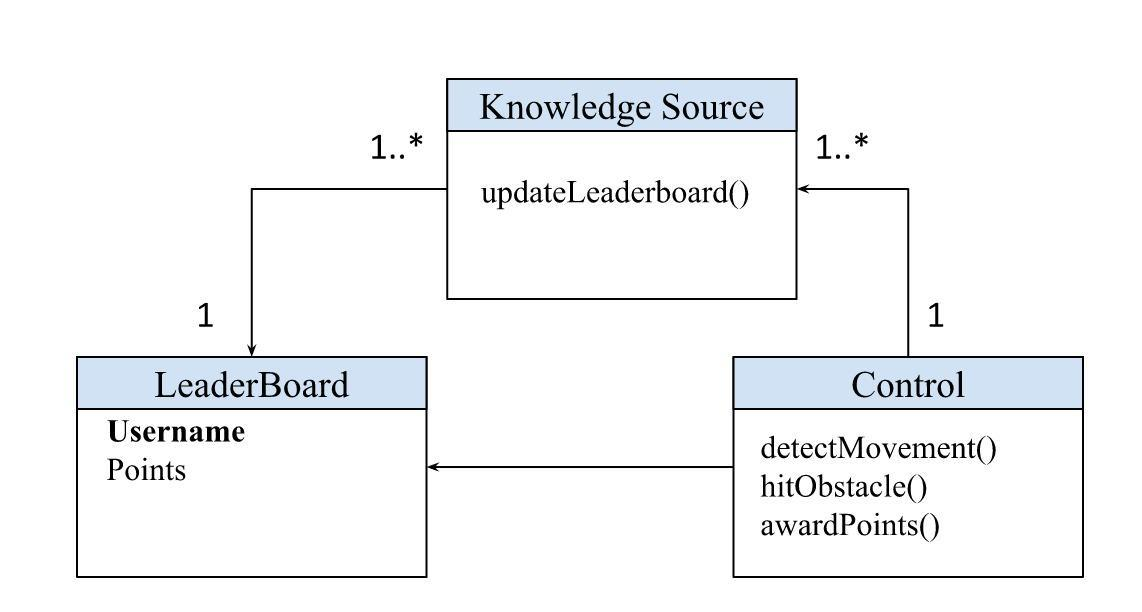 Knowledge Source
1..*
1..*
updateLeaderboard()
1
1
LeaderBoard
Control
Username
Points
detectMovement()
hitObstacle()
awardPoints()